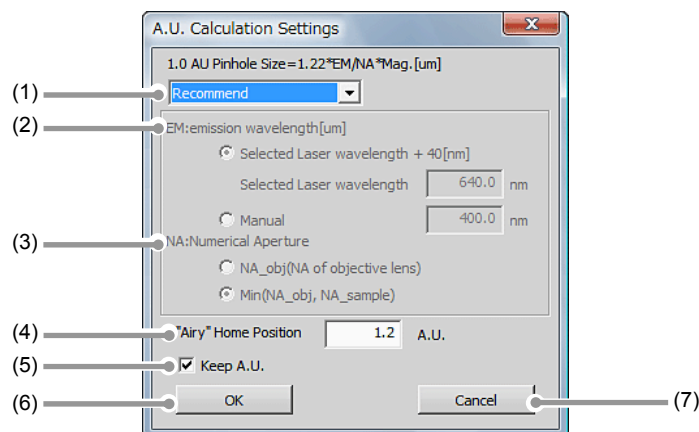 A.U. Calculation Settings
1.0 AU Pinhole Size=1.22*EM/NA*Mag.[um]
(1)
Recommend
(2)
EM:emission wavelength[um]
Selected Laser wavelength + 40[nm]
Selected Laser wavelength 640.0 nm
Manual 400.0 nm
(3)
NA:Numerical Aperture
NA_obj(NA of objective lens)
Min(NA_obj, NA_sample)
(4) "Airy" Home Position 1.2 A.U.
(5) Keep A.U.
(6) OK Cancel (7)